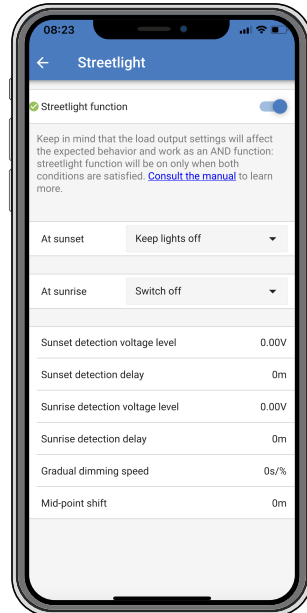 08:23
Streetlight
Streetlight function
Keep in mind that the load output settings will affect
the expected behavior and work as an AND function:
streetlight function will be on only when both
conditions are satisfied. Consult the manual to learn
more.
At sunset Keep lights off
At sunrise Switch off
Sunset detection voltage level 0.00V
Sunset detection delay 0m
Sunrise detection voltage level 0.00V
Sunrise detection delay 0m
Gradual dimming speed 0s/%
Mid-point shift 0m